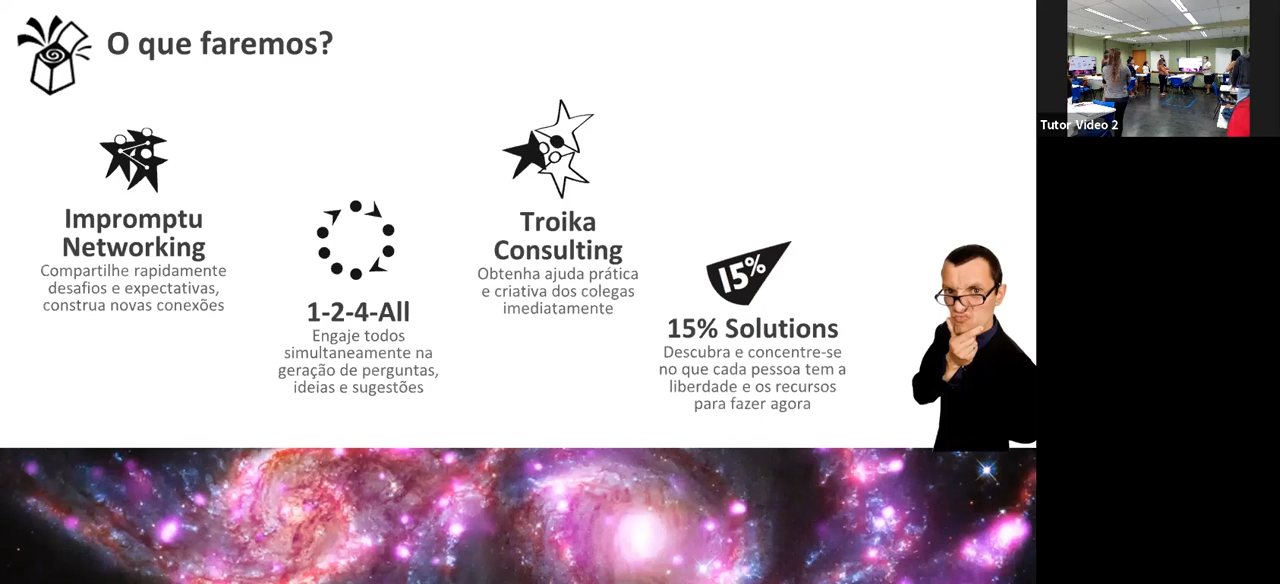 O que faremos?
Impromptu
Networking
Compartilhe rapidamente
desafios e expectativas,
construa novas conexões
1-2-4-All
Engaje todos
simultaneamente na
geração de perguntas,
ideias e sugestões
Troika
Consulting
Obtenha ajuda prática
e criativa dos colegas
imediatamente
15%
15% Solutions
Descubra e concentre-se
no que cada pessoa tem a
liberdade e os recursos
para fazer agora
Tutor Video 2